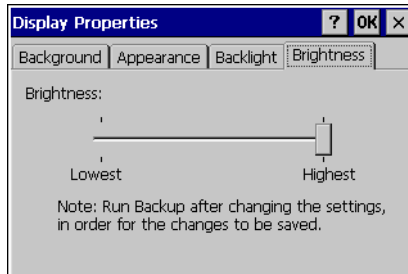 Display Properties ? OK ×
Background Appearance Backlight Brightness
Brightness:
Lowest Highest
Note: Run Backup after changing the settings,
in order for the changes to be saved.